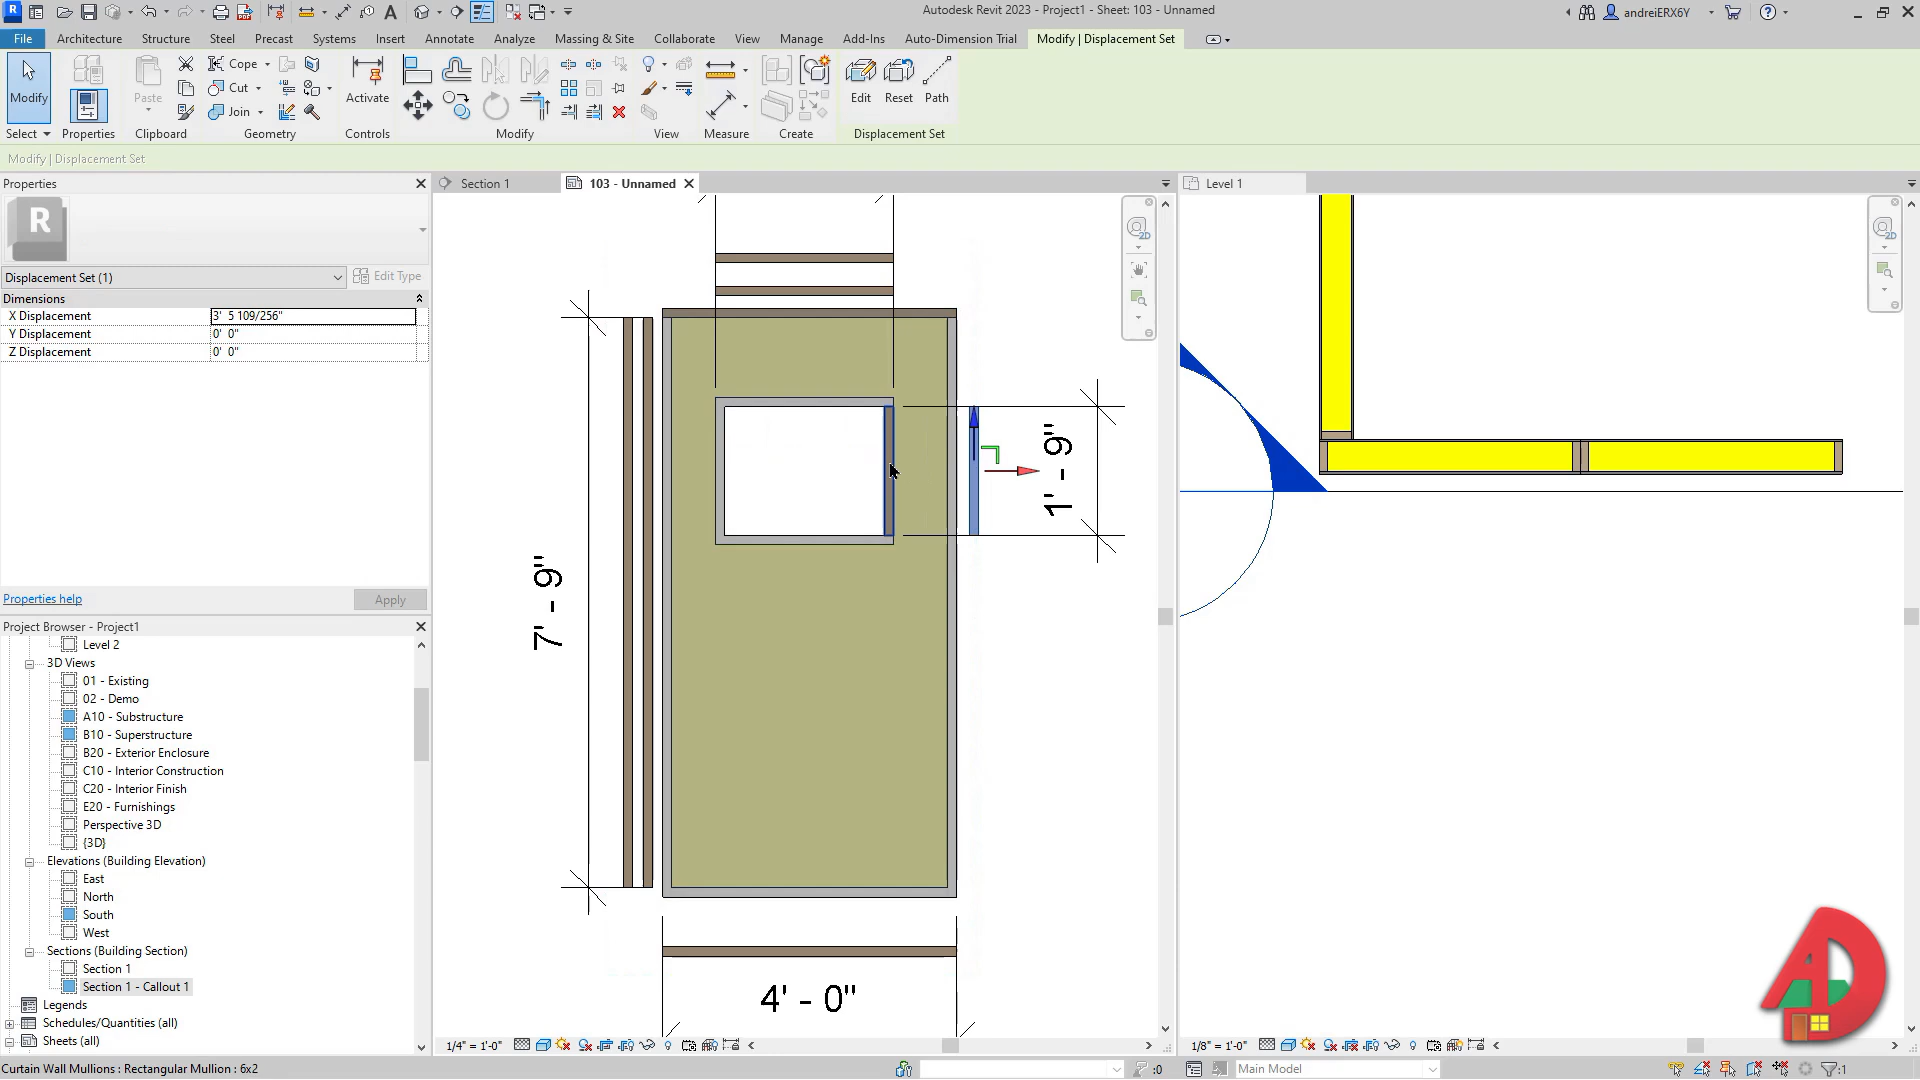 Autodesk Revit 2023 - Project1 - Sheet: 103 - Unnamed
andreiERX6Y
File
Architecture
Structure
Steel
Precast
Systems
Insert
Annotate
Analyze
Massing & Site
Collaborate
View
Manage
Add-Ins
Auto-Dimension Trial
Modify | Displacement Set
Modify
Paste
Cope
Cut
Join
Activate
Edit
Reset
Path
Select
Properties
Clipboard
Geometry
Controls
Modify
View
Measure
Create
Displacement Set
Modify | Displacement Set
Properties
R
Displacement Set (1)
Edit Type
Dimensions
X Displacement 3' 5 109/256"
Y Displacement 0' 0"
Z Displacement 0' 0"
Properties help
Apply
Project Browser - Project1
Level 2
3D Views
01 - Existing
02 - Demo
A10 - Substructure
B10 - Superstructure
B20 - Exterior Enclosure
C10 - Interior Construction
C20 - Interior Finish
E20 - Furnishings
Perspective 3D
{3D}
Elevations (Building Elevation)
East
North
South
West
Sections (Building Section)
Section 1
Section 1 - Callout 1
Legends
Schedules/Quantities (all)
Sheets (all)
Section 1
103 - Unnamed
Level 1
2D
2D
7' - 9"
1' - 9"
4' - 0"
1/4" = 1'-0"
1/8" = 1'-0"
Curtain Wall Mullions : Rectangular Mullion : 6x2
:0
Main Model
:1
AD